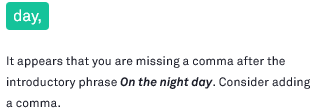 day,
It appears that you are missing a comma after the
introductory phrase On the night day. Consider adding
a comma.